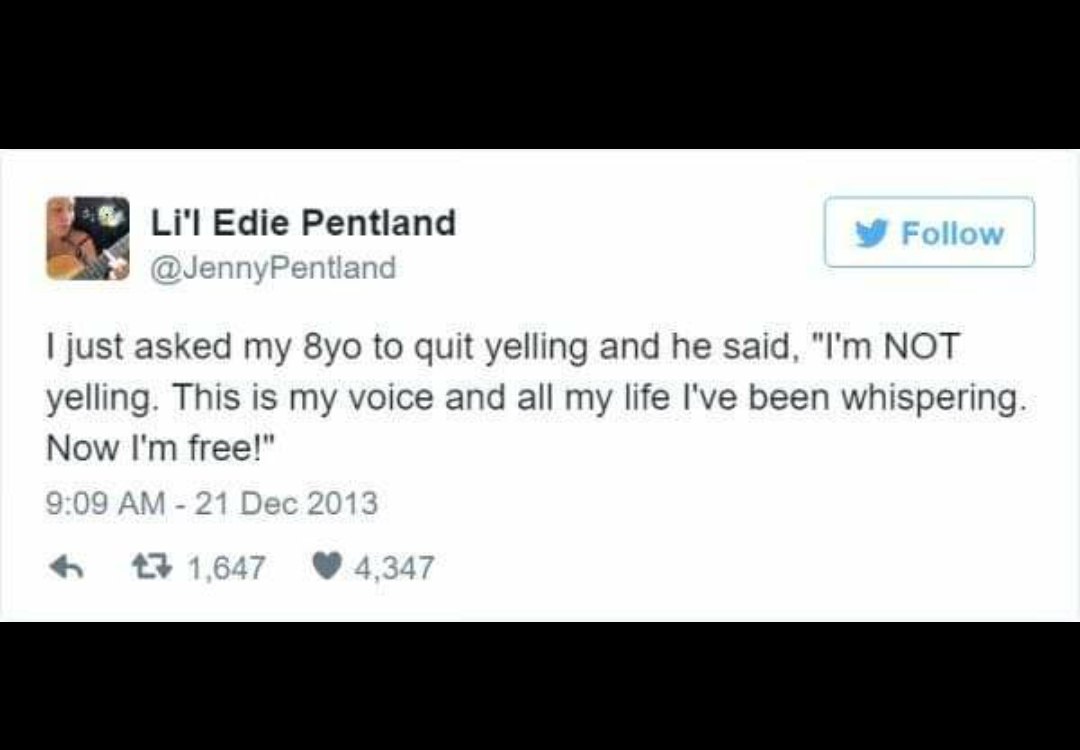 Li'l Edie Pentland
@JennyPentland
Follow
I just asked my 8yo to quit yelling and he said, "I'm NOT
yelling. This is my voice and all my life I've been whispering.
Now I'm free!"
9:09 AM - 21 Dec 2013
1,647 4,347